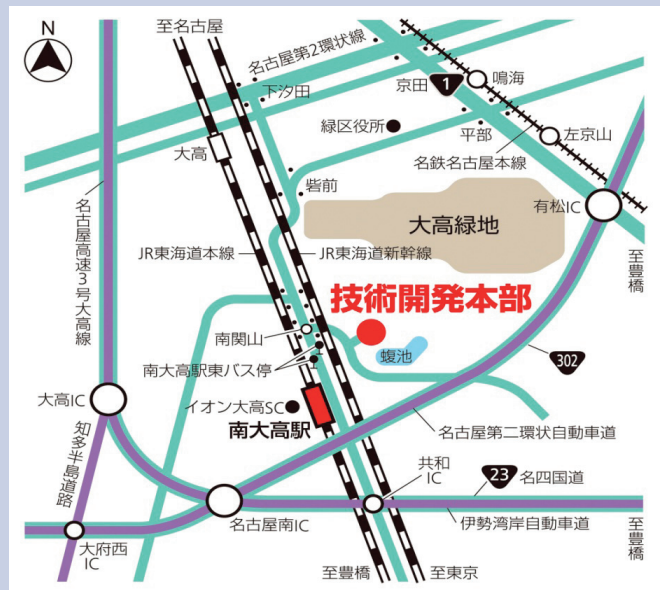 N
至名古屋
名古屋第2環状線
下汐田
京田
1
鳴海
緑区役所
平部
左京山
大高
名鉄名古屋本線
砦前
有松IC
大高緑地
名古屋高速3号大高線
JR東海道本線
JR東海道新幹線
至豊橋
技術開発本部
南関山
蝮池
302
南大高駅東バス停
大高IC
イオン大高SC
南大高駅
名古屋第二環状自動車道
知多半島道路
共和
IC
23
名四国道
名古屋南IC
伊勢湾岸自動車道
至豊橋
大府西
IC
至豊橋
至東京